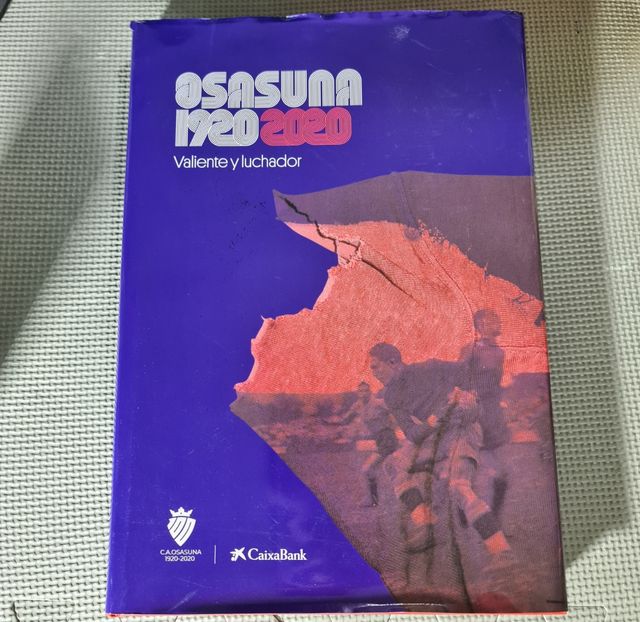 OSASUNA
1920 2020
Valiente y luchador
C.A.OSASUNA
1920-2020
CaixaBank